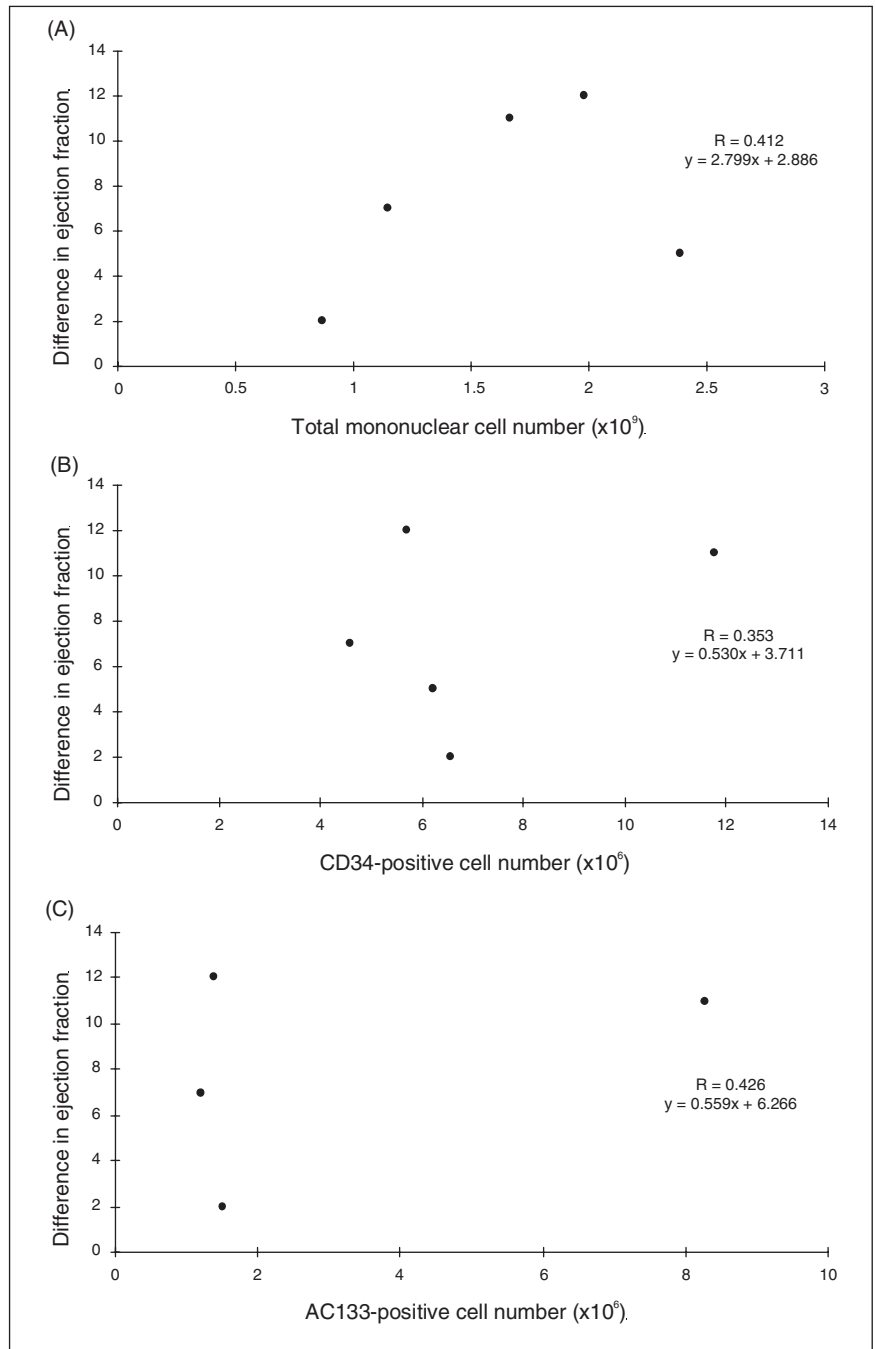 (A)
14
12
10
8
6
4
2
0
Difference in ejection fraction.
R = 0.412
y = 2.799x + 2.886
0 0.5 1 1.5 2 2.5 3
Total mononuclear cell number (x10⁹).
(B)
14
12
10
8
6
4
2
0
Difference in ejection fraction.
R = 0.353
y = 0.530x + 3.711
0 2 4 6 8 10 12 14
CD34-positive cell number (x10⁶)
(C)
14
12
10
8
6
4
2
0
Difference in ejection fraction.
R = 0.426
y = 0.559x + 6.266
0 2 4 6 8 10
AC133-positive cell number (x10⁶).